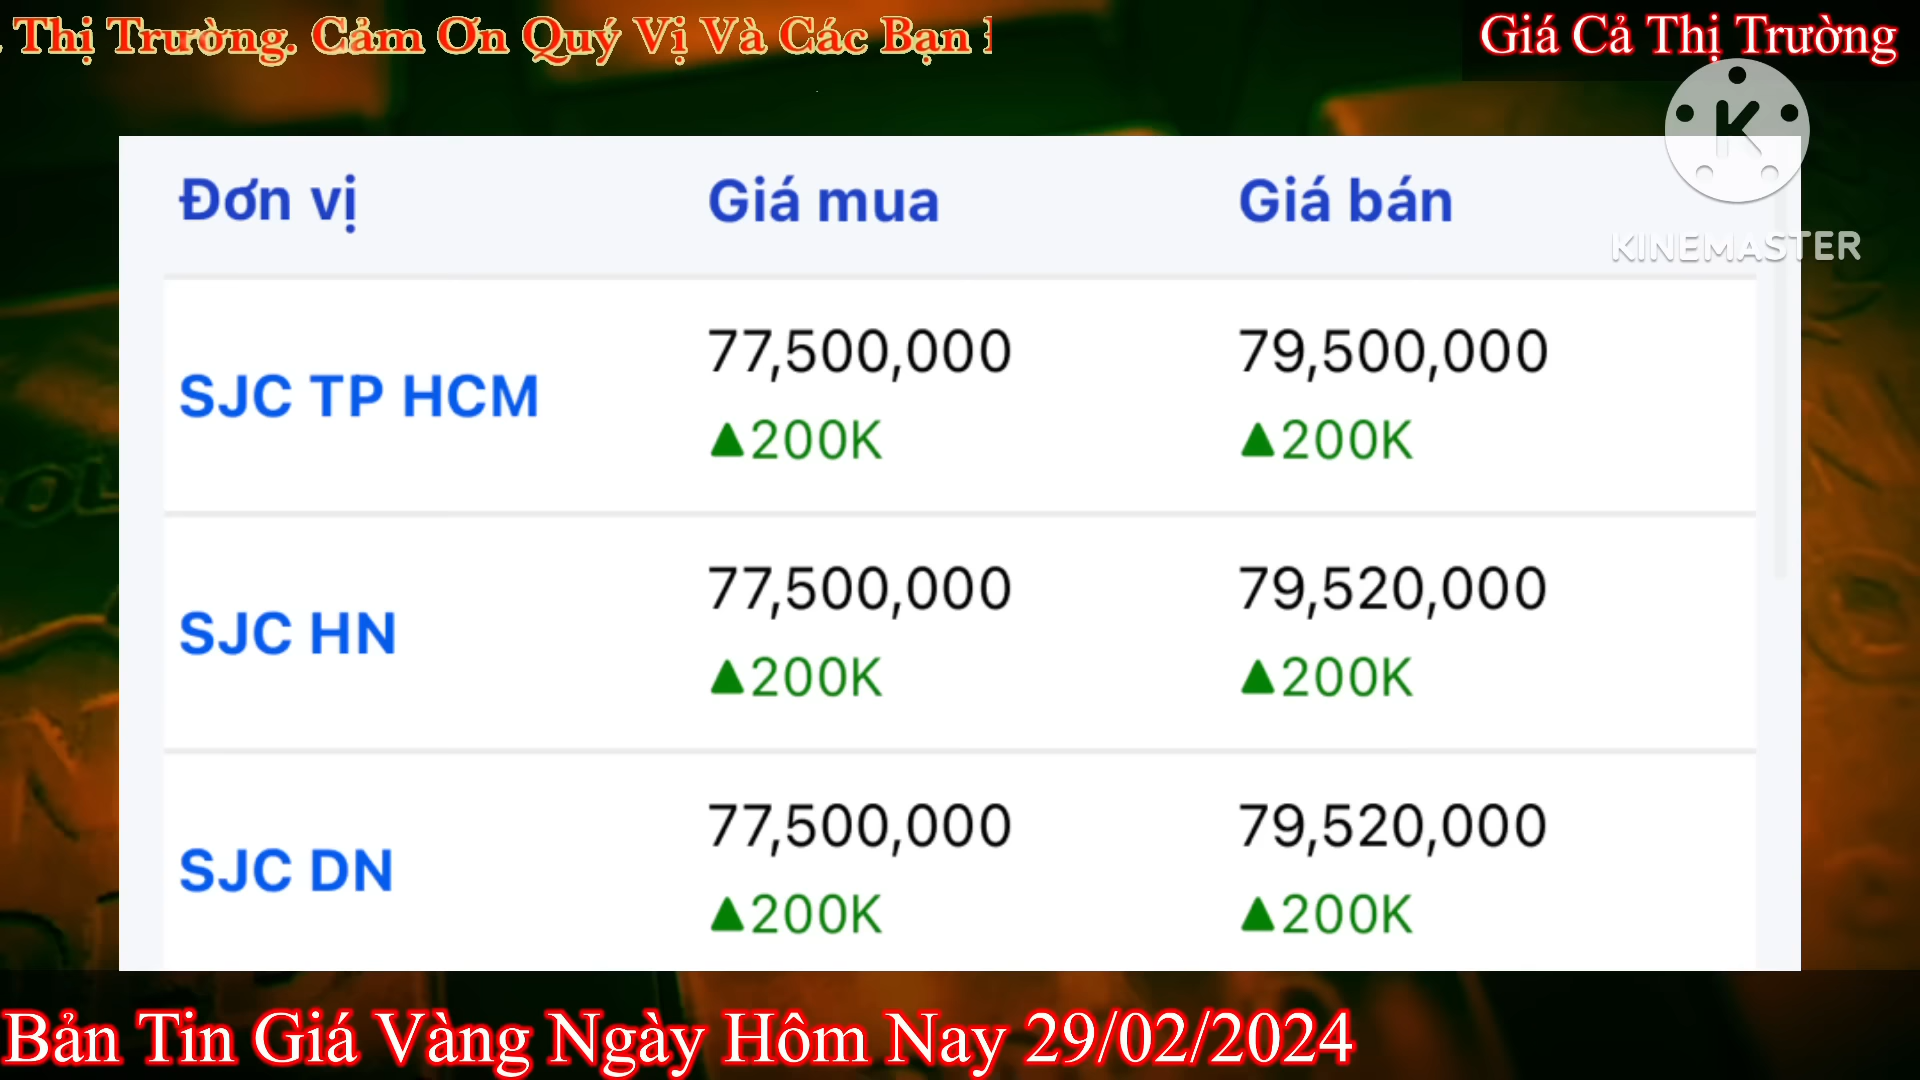 Thị Trường. Cảm Ơn Quý Vị Và Các Bạn
Giá Cả Thị Trường
K
KINEMASTER
Đơn vị Giá mua Giá bán
77,500,000 79,500,000
SJC TP HCM
▲200K ▲200K
77,500,000 79,520,000
SJC HN
▲200K ▲200K
77,500,000 79,520,000
SJC DN
▲200K ▲200K
Bản Tin Giá Vàng Ngày Hôm Nay 29/02/2024